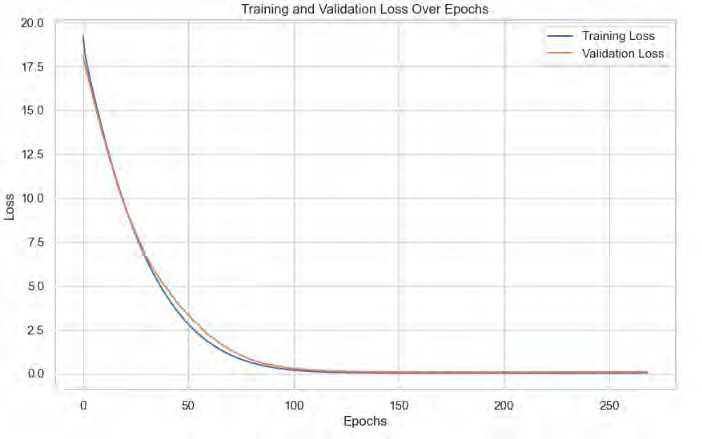 Training and Validation Loss Over Epochs
20.0
17.5
15.0
12.5
10.0
7.5
5.0
2.5
0.0
Loss
Training Loss
Validation Loss
0 50 100 150 200 250
Epochs